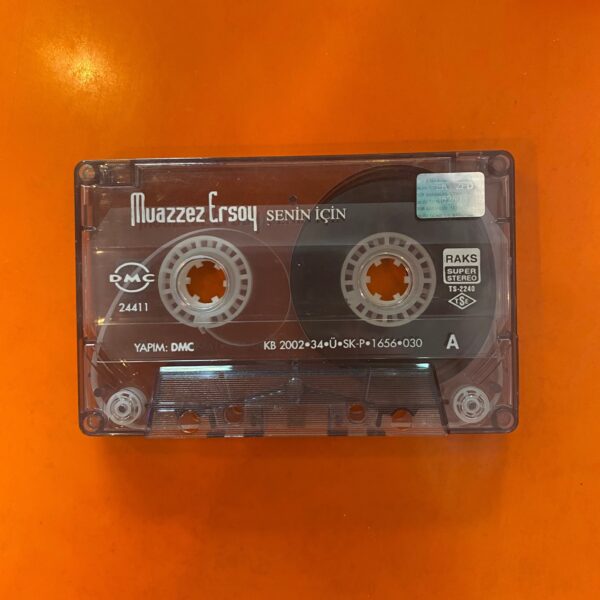 Muazzez Ersoy SENİN İÇİN
DMC
24411
RAKS
SUPER
STEREO
TS-2240
TSE
YAPIM: DMC
KB 2002•34•Ü•SK-P•1656•030
A